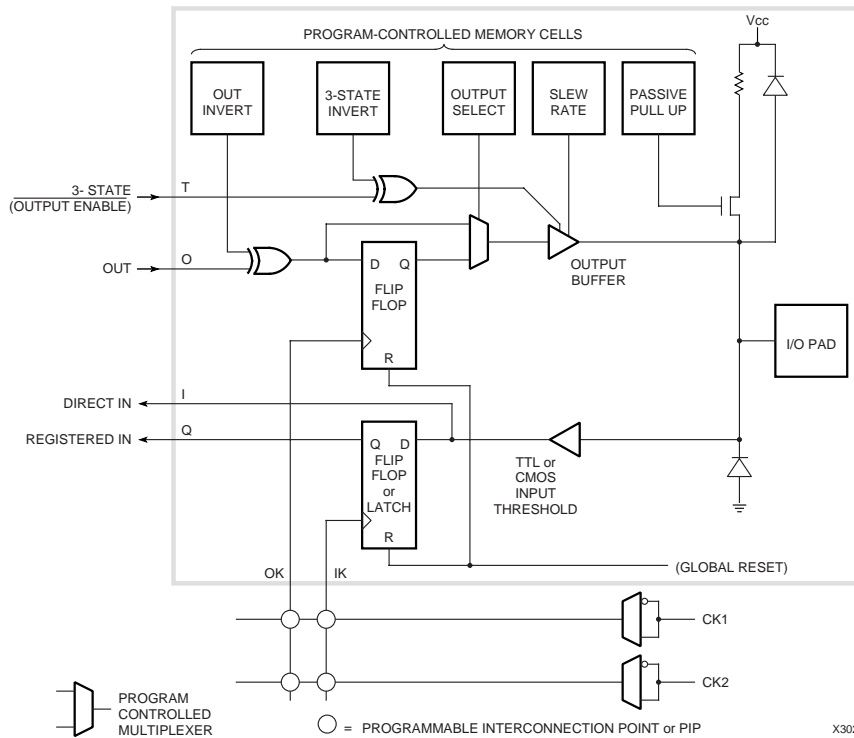 Vcc
PROGRAM-CONTROLLED MEMORY CELLS
OUT
INVERT
3-STATE
INVERT
OUTPUT
SELECT
SLEW
RATE
PASSIVE
PULL UP
3- STATE
(OUTPUT ENABLE)
T
OUT
O
D Q
FLIP
FLOP
R
OUTPUT
BUFFER
I/O PAD
DIRECT IN
I
REGISTERED IN
Q
Q D
FLIP
FLOP
or
LATCH
R
TTL or
CMOS
INPUT
THRESHOLD
OK
IK
(GLOBAL RESET)
CK1
CK2
PROGRAM
CONTROLLED
MULTIPLEXER
= PROGRAMMABLE INTERCONNECTION POINT or PIP
X302